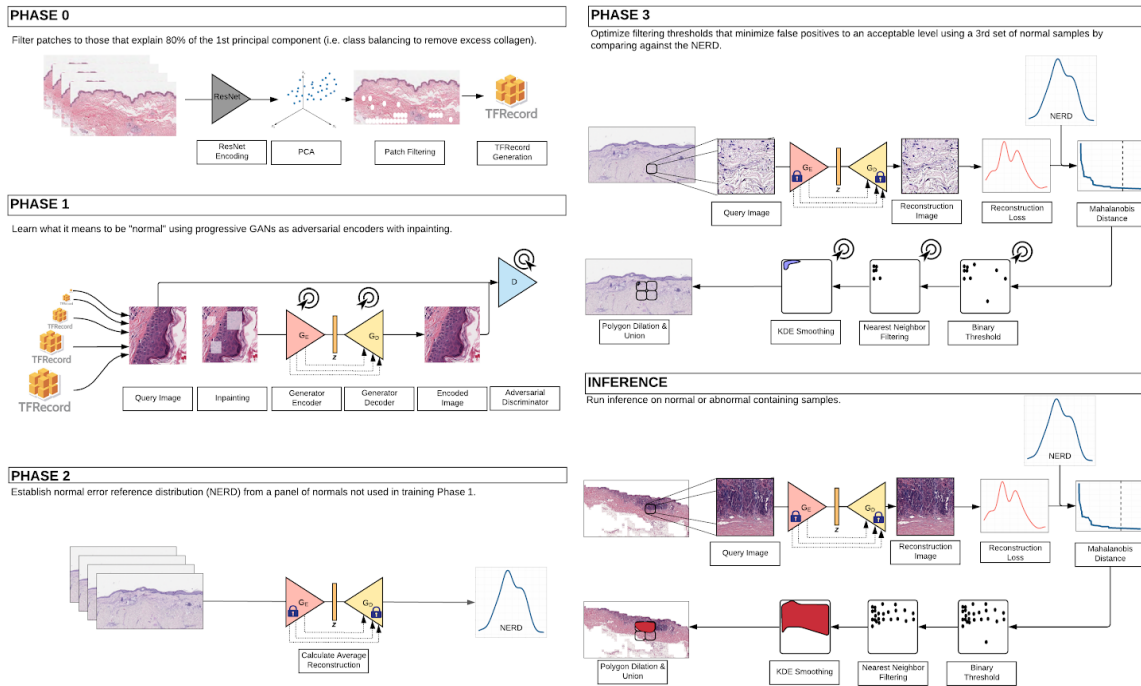 PHASE 0
Filter patches to those that explain 80% of the 1st principal component (i.e. class balancing to remove excess collagen).
ResNet
TFRecord
ResNet
Encoding
PCA
Patch Filtering
TFRecord
Generation
PHASE 1
Learn what it means to be "normal" using progressive GANs as adversarial encoders with inpainting.
D
TFRecord
TFRecord
TFRecord
GE
GD
z
Query Image
Inpainting
Generator
Encoder
Generator
Decoder
Encoded
Image
Adversarial
Discriminator
PHASE 2
Establish normal error reference distribution (NERD) from a panel of normals not used in training Phase 1.
GE
GD
z
NERD
Calculate Average
Reconstruction
PHASE 3
Optimize filtering thresholds that minimize false positives to an acceptable level using a 3rd set of normal samples by
comparing against the NERD.
NERD
GE
GD
z
Query Image
Reconstruction
Image
Reconstruction
Loss
Mahalanobis
Distance
Polygon Dilation &
Union
KDE Smoothing
Nearest Neighbor
Filtering
Binary
Threshold
INFERENCE
Run inference on normal or abnormal containing samples.
NERD
GE
GD
z
Query Image
Reconstruction
Image
Reconstruction
Loss
Mahalanobis
Distance
Polygon Dilation &
Union
KDE Smoothing
Nearest Neighbor
Filtering
Binary
Threshold